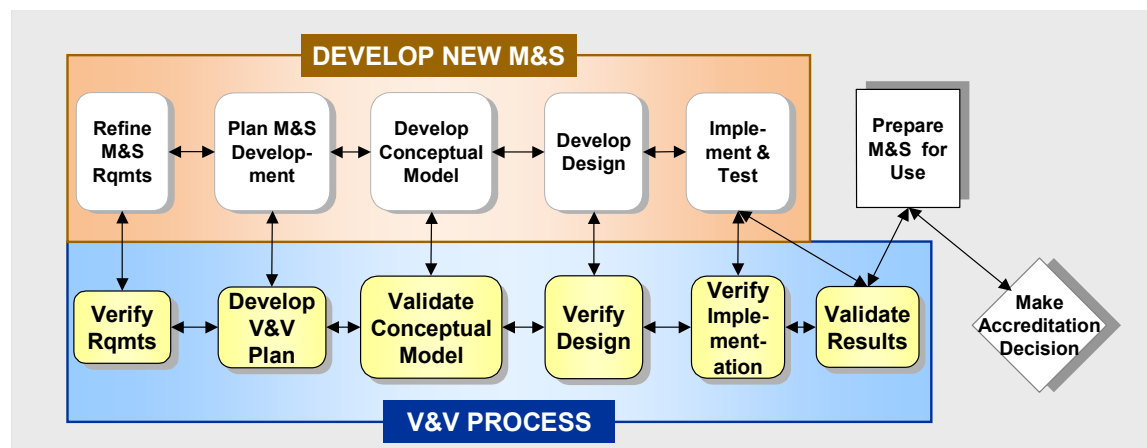 DEVELOP NEW M&S
Refine
M&S
Rqmts
Plan M&S
Develop-
ment
Develop
Conceptual
Model
Develop
Design
Imple-
ment &
Test
Prepare
M&S for
Use
Verify
Rqmts
Develop
V&V
Plan
Validate
Conceptual
Model
Verify
Design
Verify
Imple-
ment-
ation
Validate
Results
Make
Accreditation
Decision
V&V PROCESS